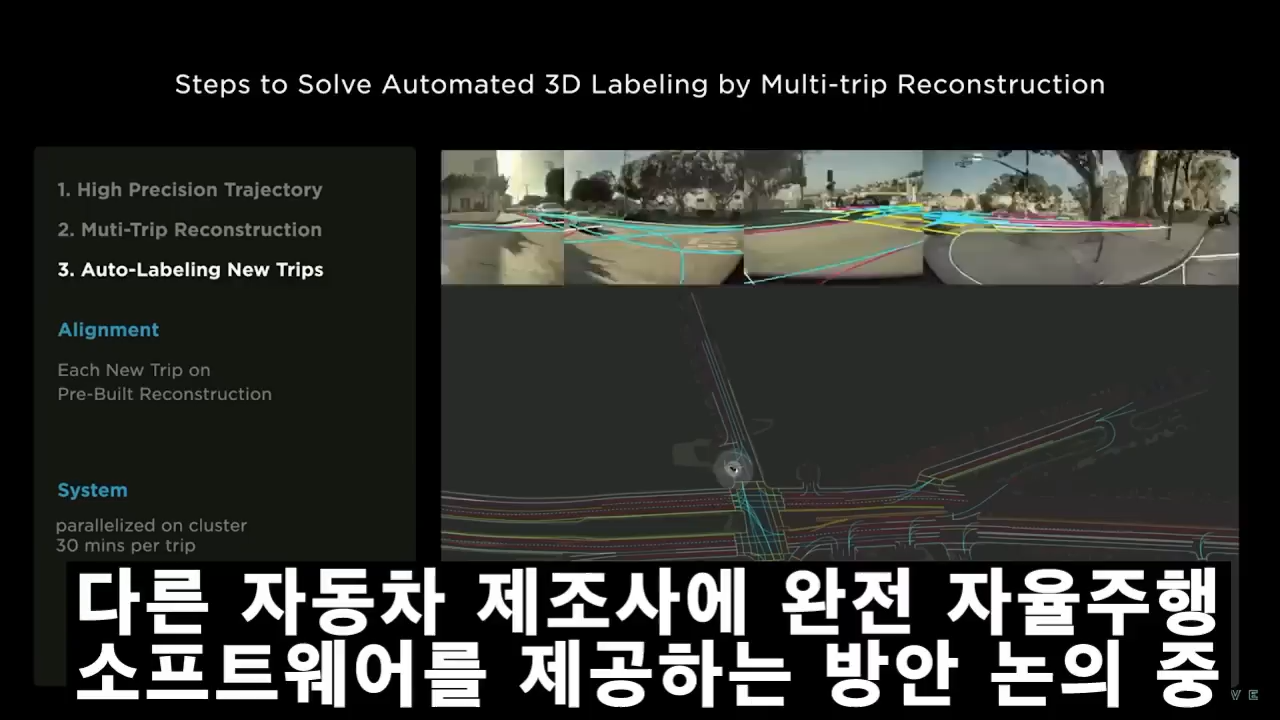 Steps to Solve Automated 3D Labeling by Multi-trip Reconstruction
1. High Precision Trajectory
2. Muti-Trip Reconstruction
3. Auto-Labeling New Trips
Alignment
Each New Trip on
Pre-Built Reconstruction
System
parallelized on cluster
30 mins per trip
다른 자동차 제조사에 완전 자율주행
소프트웨어를 제공하는 방안 논의 중
V E